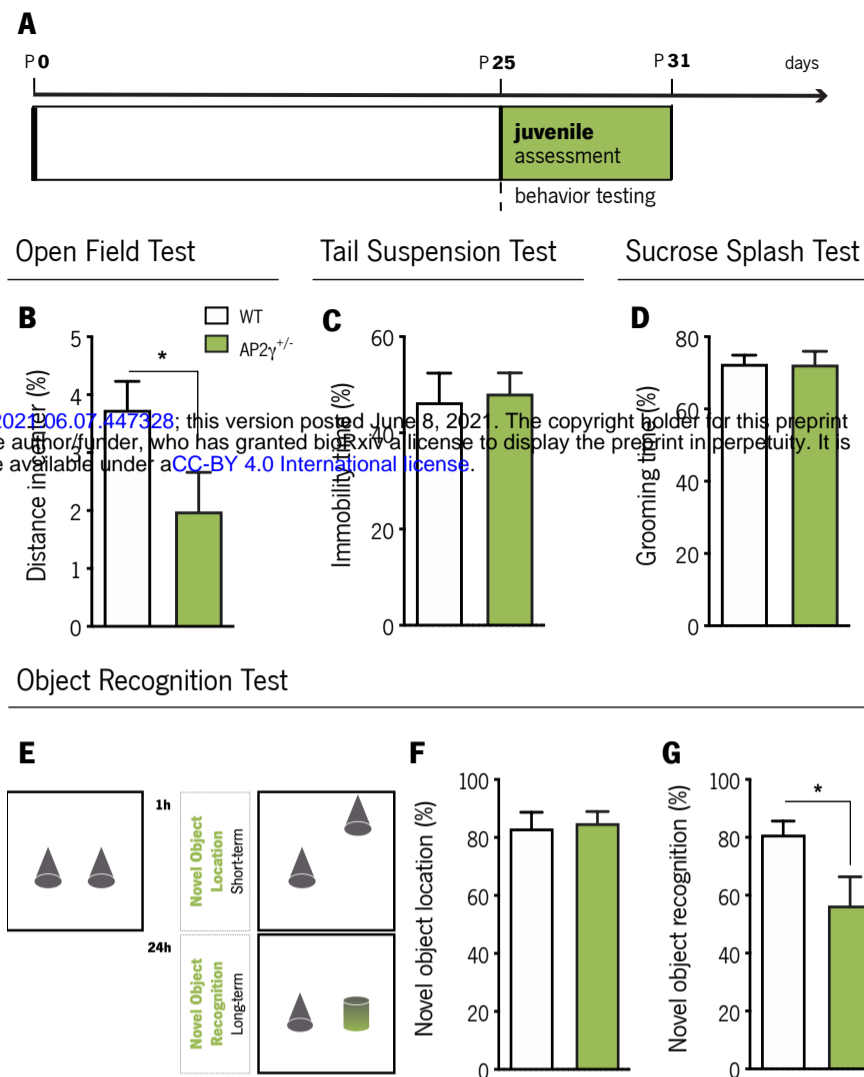 A
P 0
P 25
P 31
days
juvenile
assessment
behavior testing
Open Field Test
Tail Suspension Test
Sucrose Splash Test
B
WT
AP2γ+/-
C
D
5
4
3
2
1
0
Distance in center (%)
*
60
40
20
0
Immobility time (%)
80
60
40
20
0
Grooming time (%)
2021.06.07.447328; this version posted June 8, 2021. The copyright holder for this preprint
author/funder, who has granted bioRxiv a license to display the preprint in perpetuity. It is
available under aCC-BY 4.0 International license.
Object Recognition Test
E
1h
Novel Object
Location
Short-term
24h
Novel Object
Recognition
Long-term
F
100
80
60
40
20
0
Novel object location (%)
G
100
80
60
40
20
0
Novel object recognition (%)
*